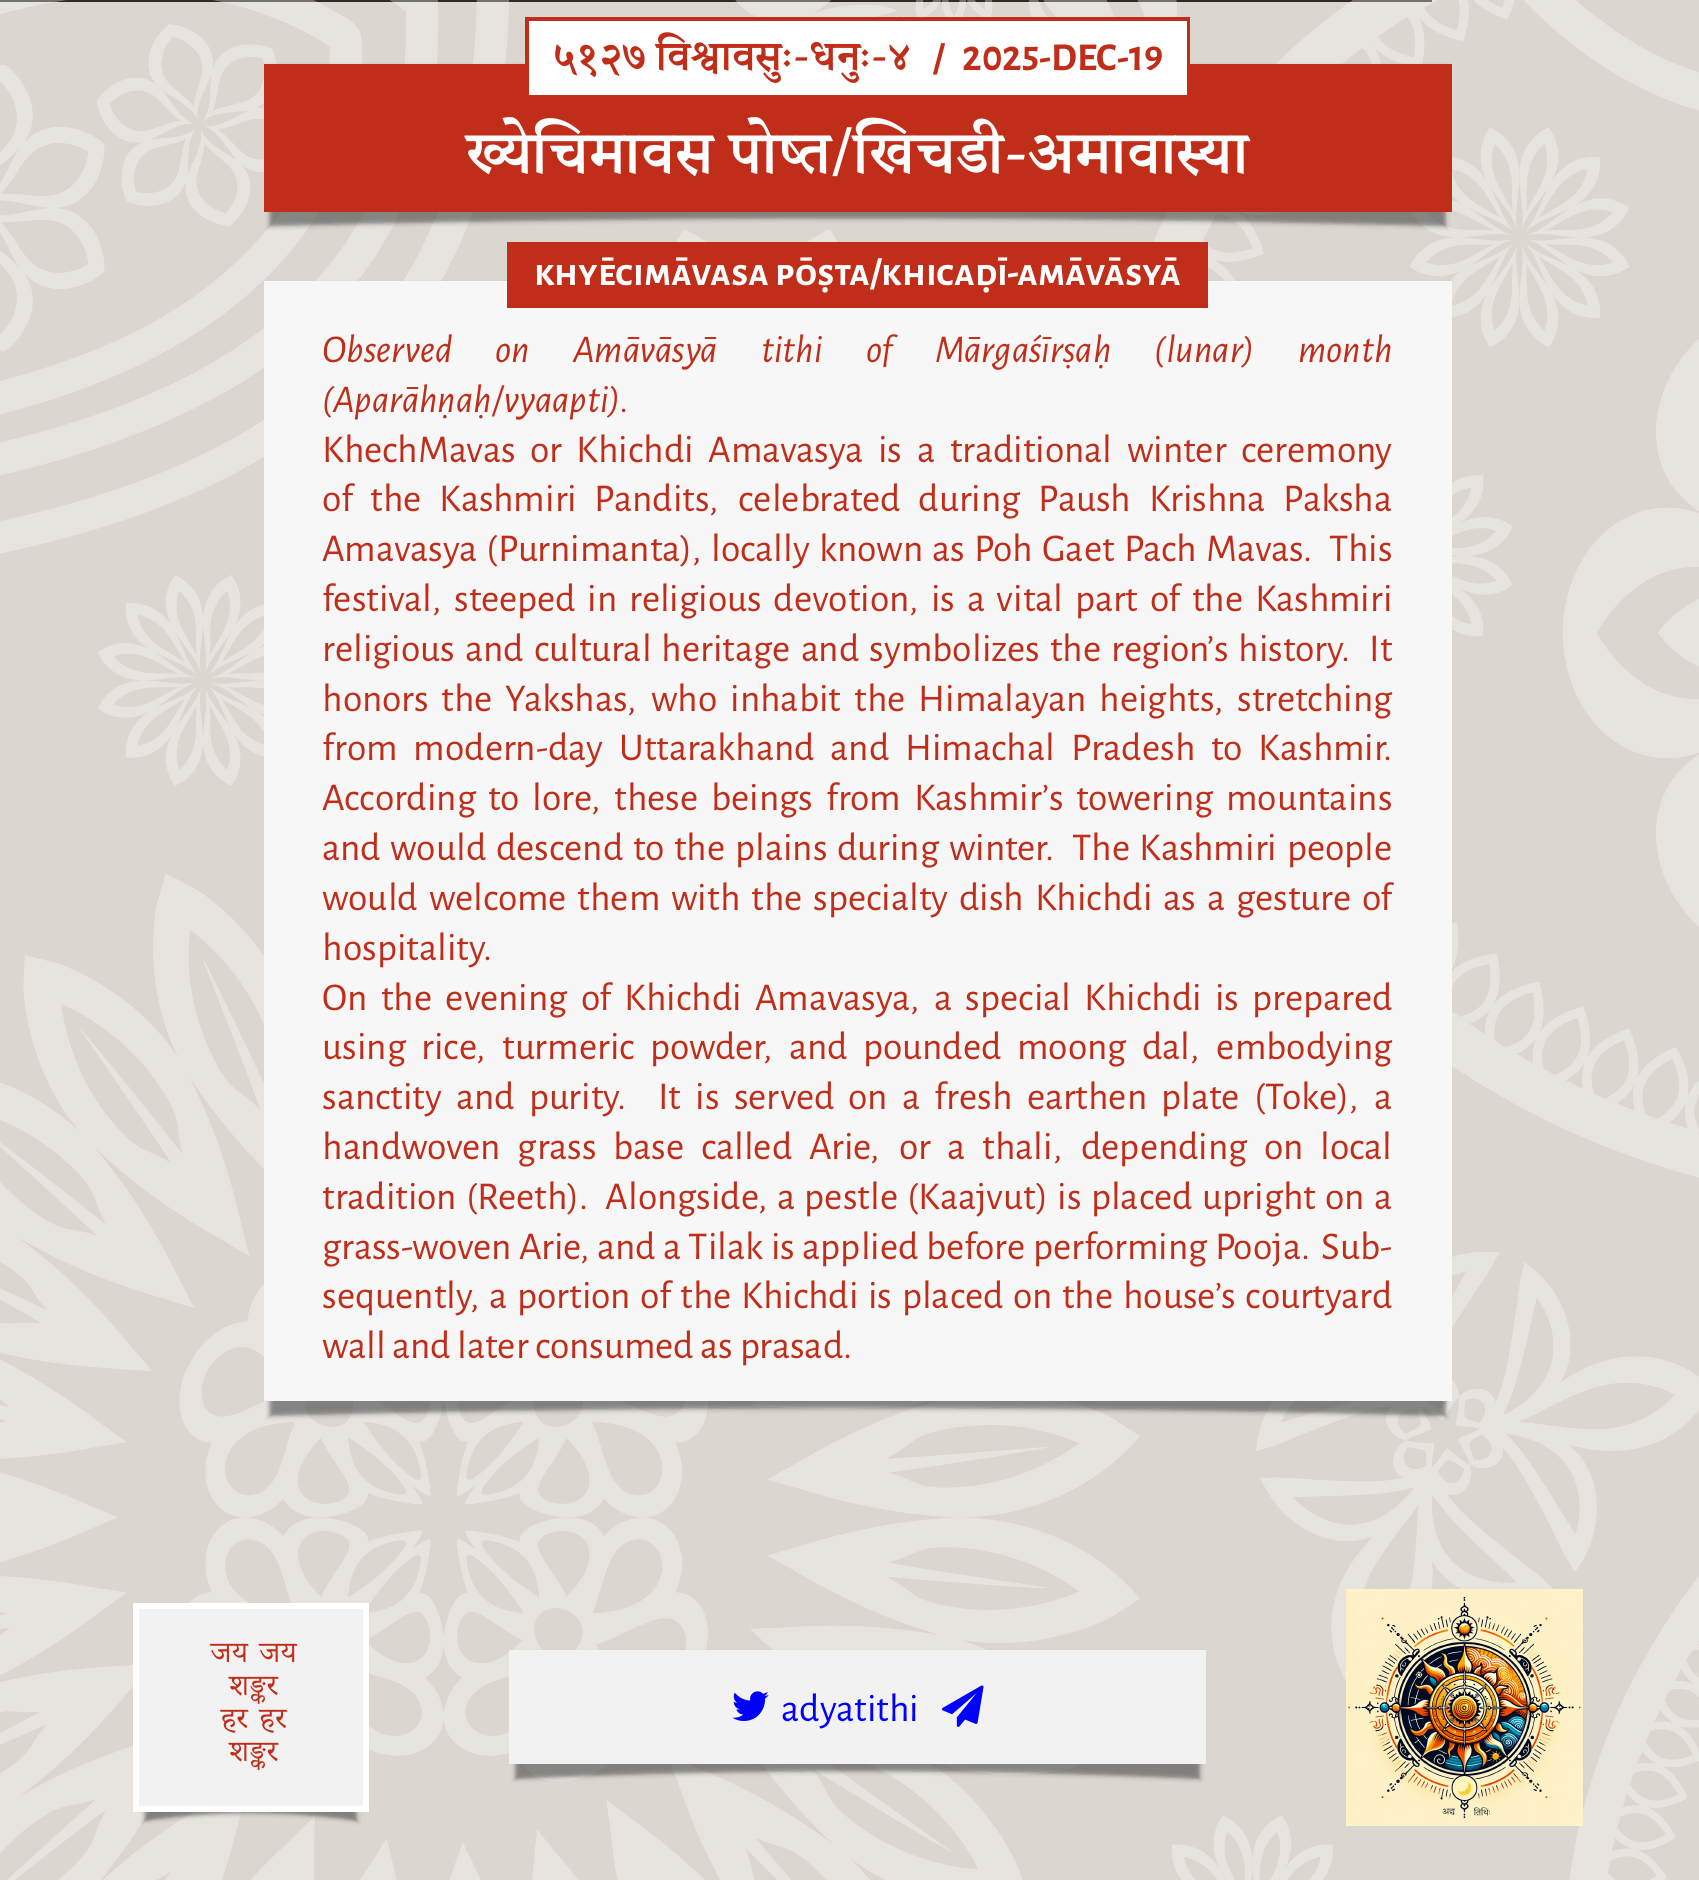 ५१२७ विश्वावसुः-धनुः-४ / 2025-DEC-19
ख्येचिमावस पोष्त/खिचडी-अमावास्या
KHYĒCIMĀVASA PŌṢTA/KHICAḌĪ-AMĀVĀSYĀ
Observed on Amāvāsyā tithi of Mārgaśīrṣaḥ (lunar) month
(Aparāhṇaḥ/vyaapti).
KhechMavas or Khichdi Amavasya is a traditional winter ceremony
of the Kashmiri Pandits, celebrated during Paush Krishna Paksha
Amavasya (Purnimanta), locally known as Poh Gaet Pach Mavas. This
festival, steeped in religious devotion, is a vital part of the Kashmiri
religious and cultural heritage and symbolizes the region’s history. It
honors the Yakshas, who inhabit the Himalayan heights, stretching
from modern-day Uttarakhand and Himachal Pradesh to Kashmir.
According to lore, these beings from Kashmir’s towering mountains
and would descend to the plains during winter. The Kashmiri people
would welcome them with the specialty dish Khichdi as a gesture of
hospitality.
On the evening of Khichdi Amavasya, a special Khichdi is prepared
using rice, turmeric powder, and pounded moong dal, embodying
sanctity and purity. It is served on a fresh earthen plate (Toke), a
handwoven grass base called Arie, or a thali, depending on local
tradition (Reeth). Alongside, a pestle (Kaajvut) is placed upright on a
grass-woven Arie, and a Tilak is applied before performing Pooja. Sub-
sequently, a portion of the Khichdi is placed on the house’s courtyard
wall and later consumed as prasad.
जय जय
शङ्कर
हर हर
शङ्कर
adyatithi
अद्य तिथिः